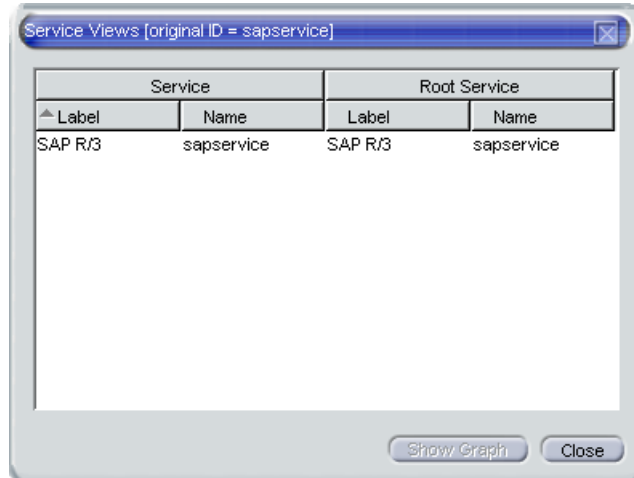 Service Views [original ID = sapservice]
Service Root Service
Label Name Label Name
SAP R/3 sapservice SAP R/3 sapservice
Show Graph Close